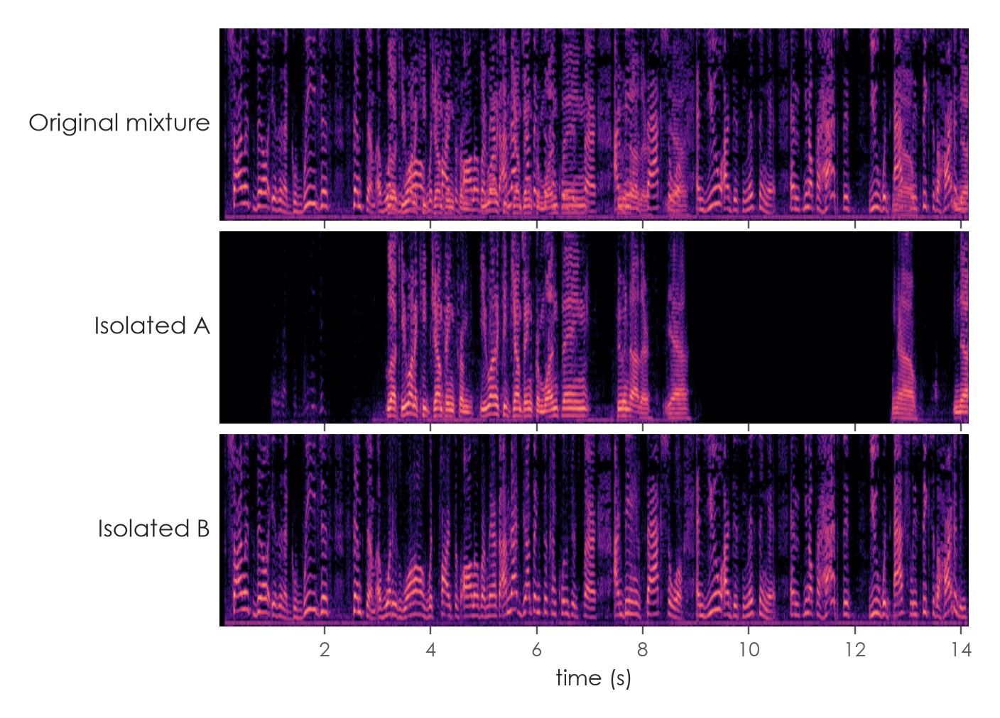 Original mixture
Isolated A
Isolated B
2 4 6 8 10 12 14
time (s)